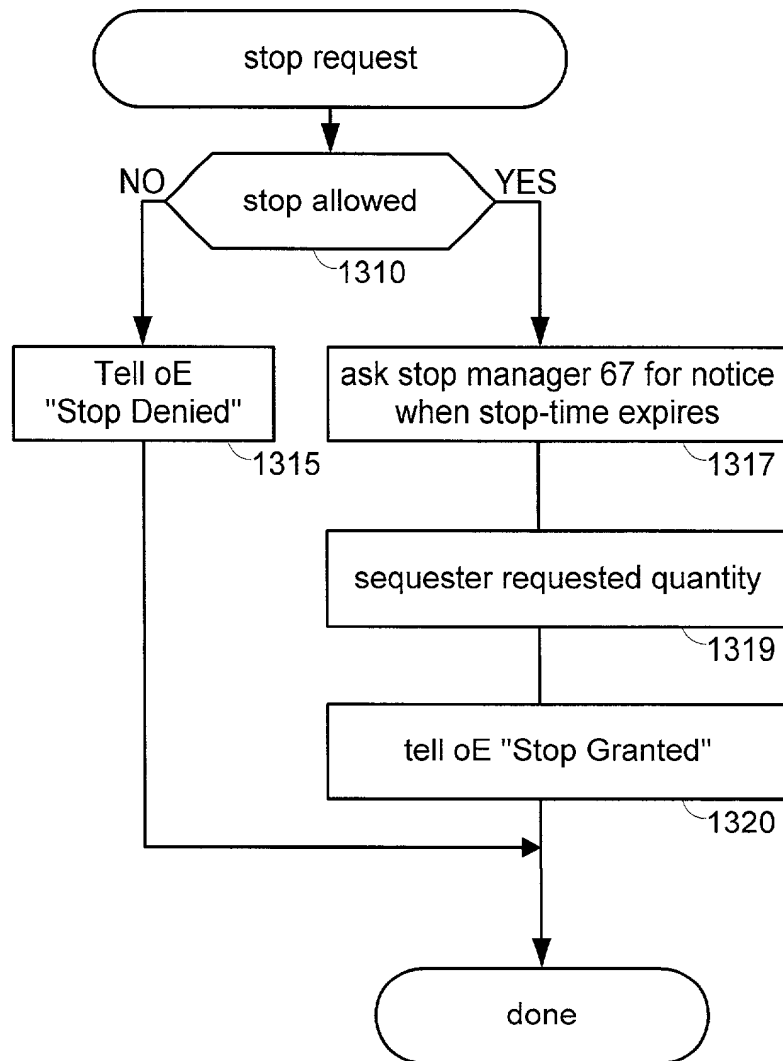 stop request
NO
YES
stop allowed
1310
Tell oE
"Stop Denied"
1315
ask stop manager 67 for notice
when stop-time expires
1317
sequester requested quantity
1319
tell oE "Stop Granted"
1320
done